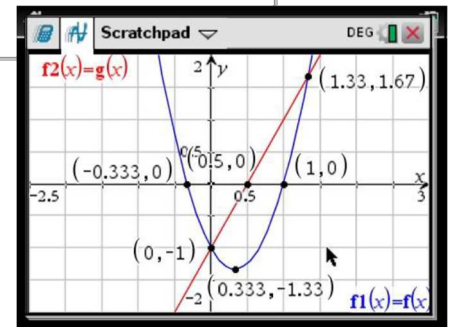 Scratchpad
DEG
f2(x)=g(x)
2
y
(1.33,1.67)
0.5
(0.5,0)
(-0.333,0)
(1,0)
x
-2.5
0.5
3
(0,-1)
(0.333,-1.33)
-2
f1(x)=f(x)